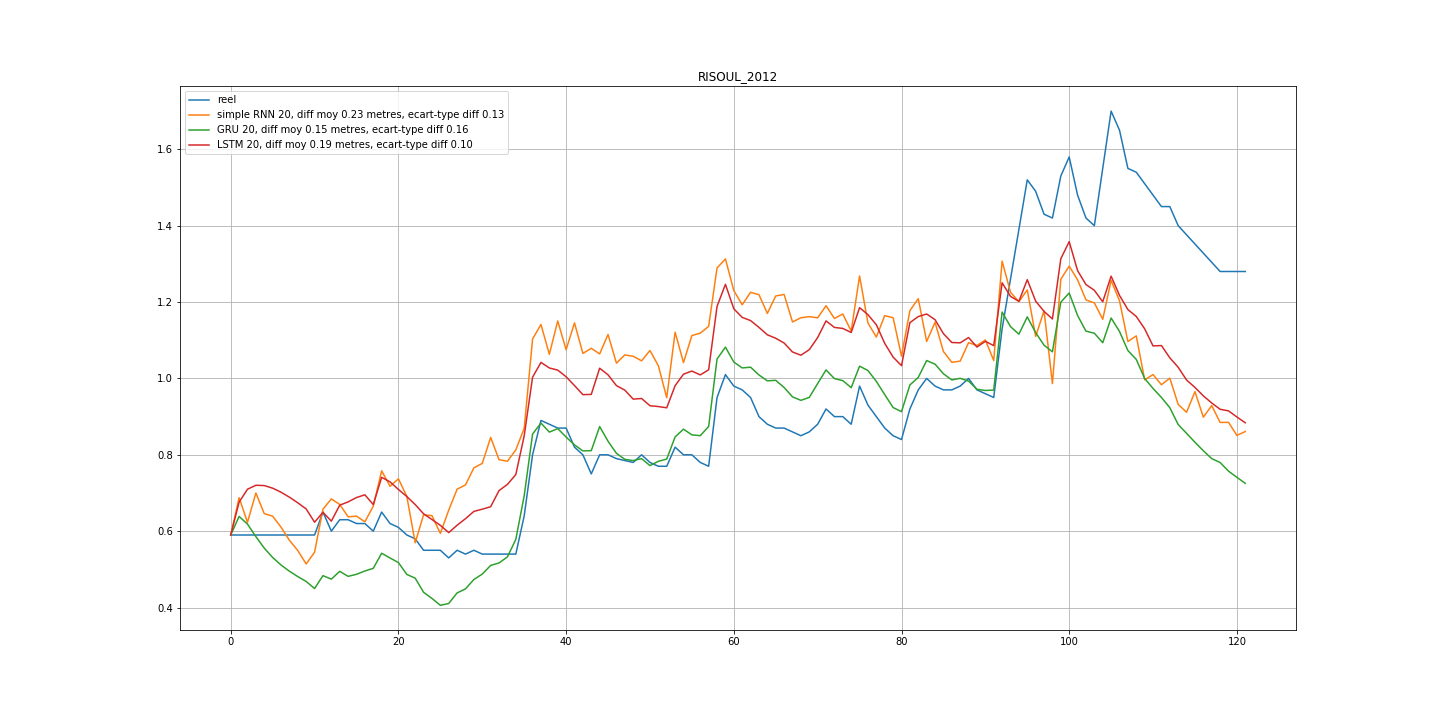 RISOUL_2012
reel
simple RNN 20, diff moy 0.23 metres, ecart-type diff 0.13
GRU 20, diff moy 0.15 metres, ecart-type diff 0.16
LSTM 20, diff moy 0.19 metres, ecart-type diff 0.10
1.6
1.4
1.2
1.0
0.8
0.6
0.4
0 20 40 60 80 100 120